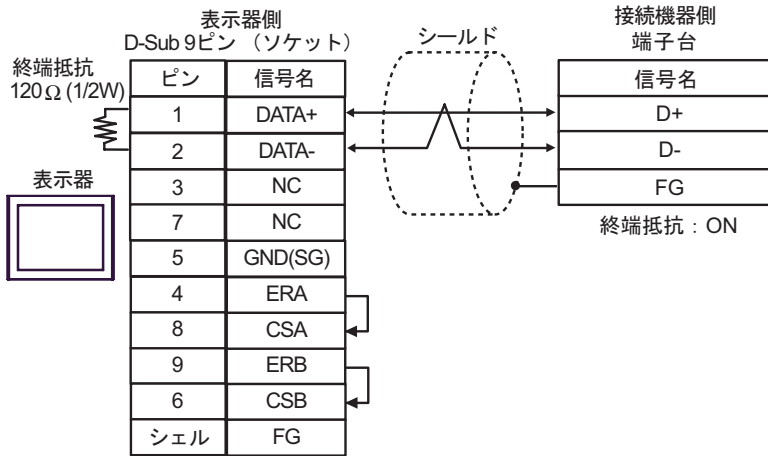 表示器側
D-Sub 9ピン （ソケット）
シールド
接続機器側
端子台
終端抵抗
120Ω (1/2W)
ピン 信号名
1 DATA+
2 DATA-
3 NC
7 NC
5 GND(SG)
4 ERA
8 CSA
9 ERB
6 CSB
シェル FG
表示器
信号名
D+
D-
FG
終端抵抗：ON